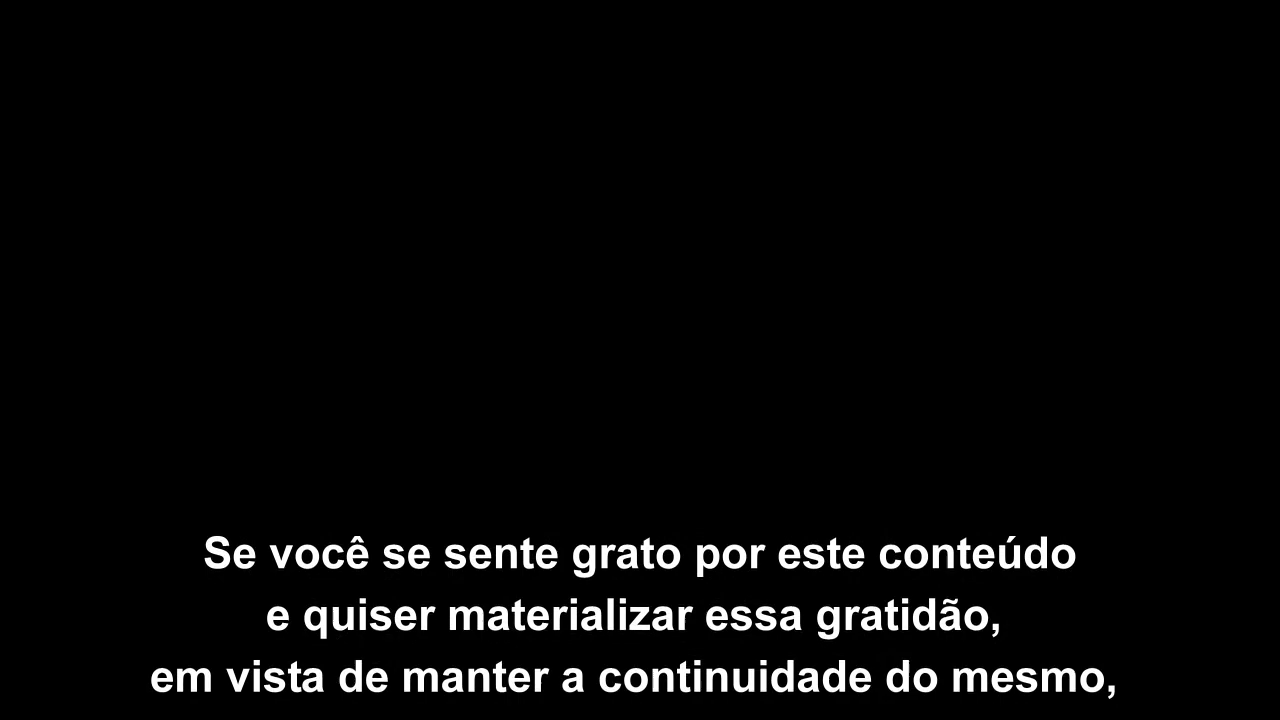 Se você se sente grato por este conteúdo
e quiser materializar essa gratidão,
em vista de manter a continuidade do mesmo,